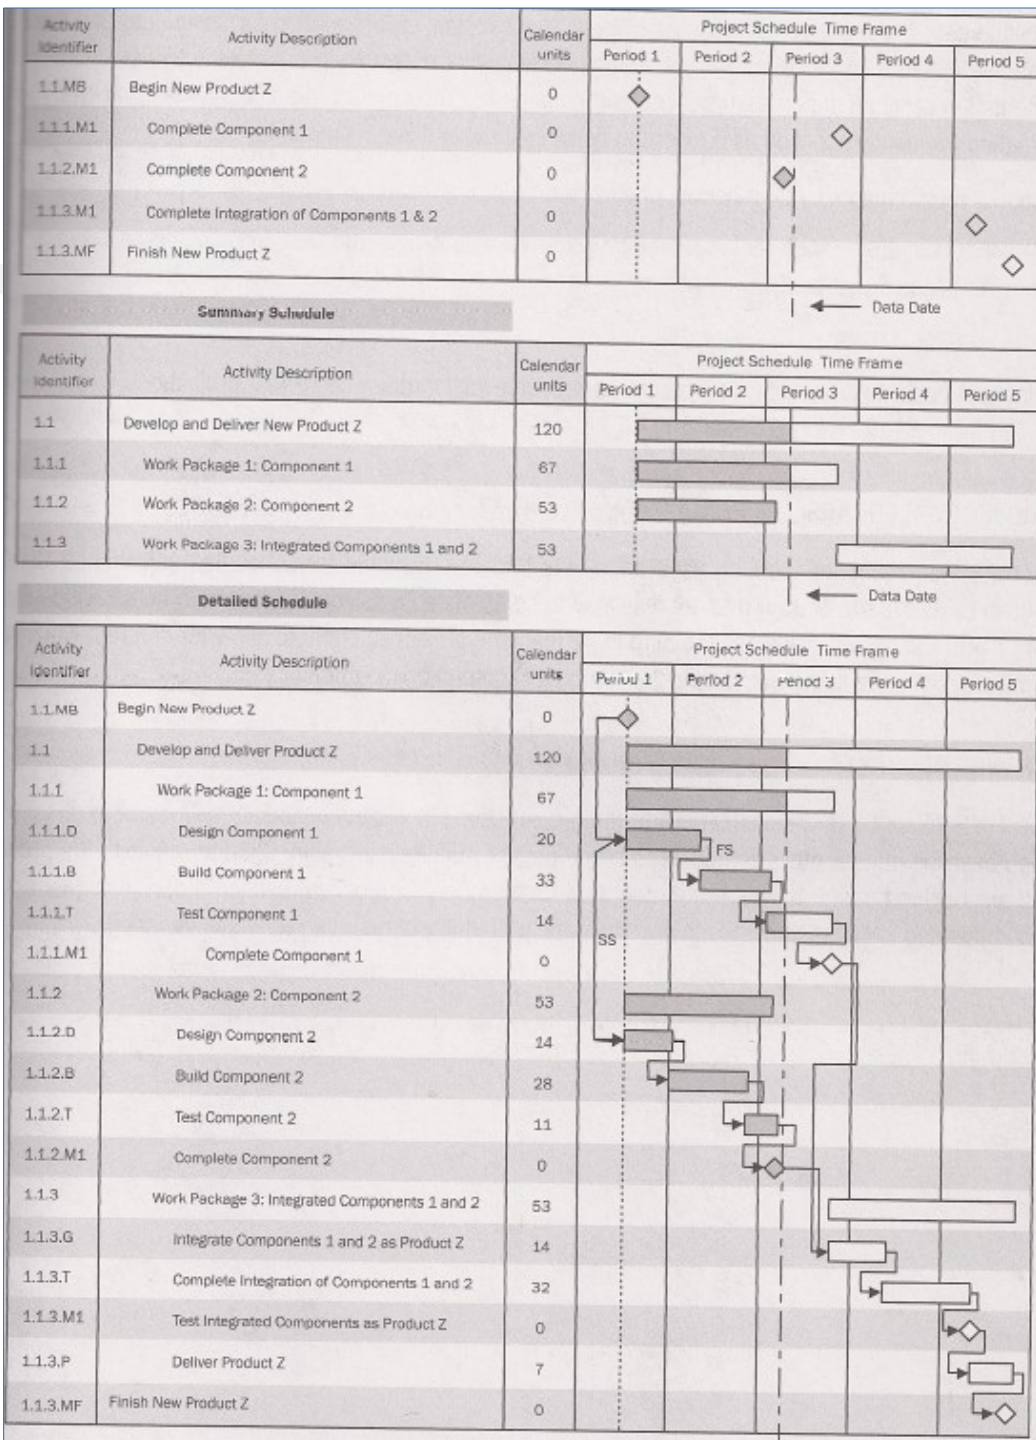 Activity Identifier Activity Description Calendar units Project Schedule Time Frame
Period 1 Period 2 Period 3 Period 4 Period 5
1.1.MB Begin New Product Z 0
1.1.1.M1 Complete Component 1 0
1.1.2.M1 Complete Component 2 0
1.1.3.M1 Complete Integration of Components 1 & 2 0
1.1.3.MF Finish New Product Z 0
Data Date
Summary Schedule
Activity Identifier Activity Description Calendar units Project Schedule Time Frame
Period 1 Period 2 Period 3 Period 4 Period 5
1.1 Develop and Deliver New Product Z 120
1.1.1 Work Package 1: Component 1 67
1.1.2 Work Package 2: Component 2 53
1.1.3 Work Package 3: Integrated Components 1 and 2 53
Data Date
Detailed Schedule
Activity Identifier Activity Description Calendar units Project Schedule Time Frame
Period 1 Period 2 Period 3 Period 4 Period 5
1.1.MB Begin New Product Z 0
1.1 Develop and Deliver Product Z 120
1.1.1 Work Package 1: Component 1 67
1.1.1.D Design Component 1 20
FS
1.1.1.B Build Component 1 33
1.1.1.T Test Component 1 14
SS
1.1.1.M1 Complete Component 1 0
1.1.2 Work Package 2: Component 2 53
1.1.2.D Design Component 2 14
1.1.2.B Build Component 2 28
1.1.2.T Test Component 2 11
1.1.2.M1 Complete Component 2 0
1.1.3 Work Package 3: Integrated Components 1 and 2 53
1.1.3.G Integrate Components 1 and 2 as Product Z 14
1.1.3.T Complete Integration of Components 1 and 2 32
1.1.3.M1 Test Integrated Components as Product Z 0
1.1.3.P Deliver Product Z 7
1.1.3.MF Finish New Product Z 0